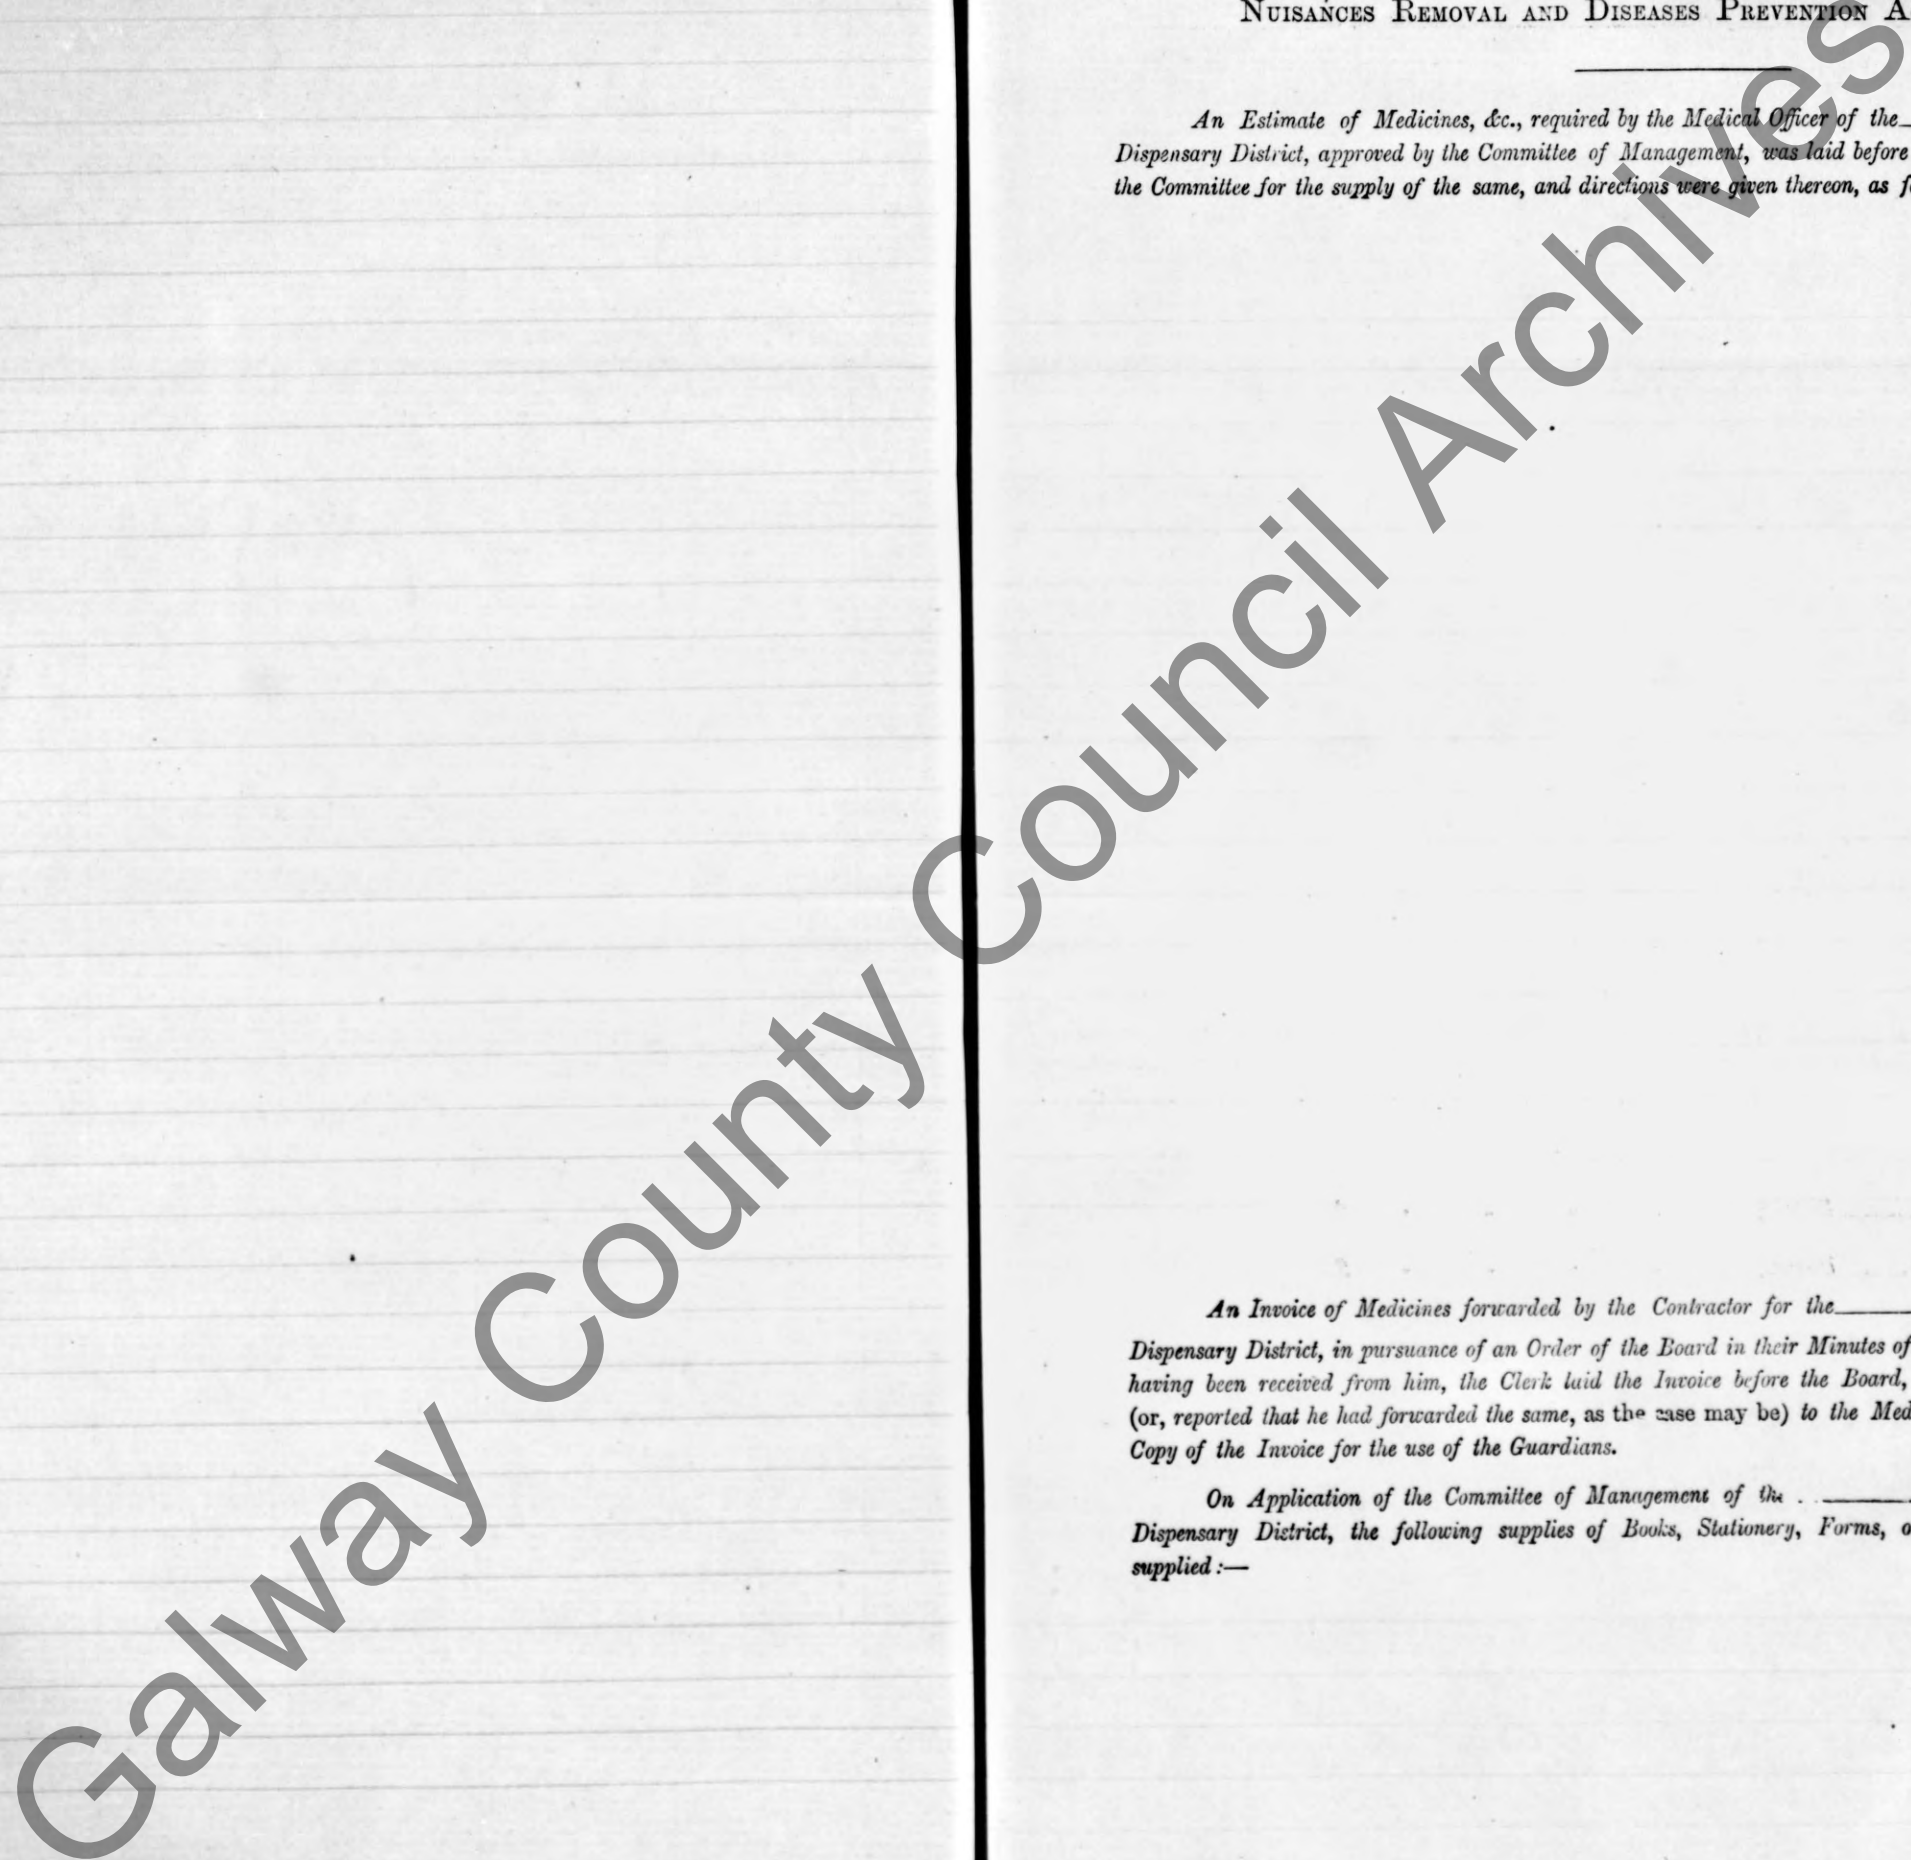 NUISANCES REMOVAL AND DISEASES PREVENTION A
An Estimate of Medicines, &c., required by the Medical Officer of the
Dispensary District, approved by the Committee of Management, was laid before
the Committee for the supply of the same, and directions were given thereon, as f
An Invoice of Medicines forwarded by the Contractor for the
Dispensary District, in pursuance of an Order of the Board in their Minutes of
having been received from him, the Clerk laid the Invoice before the Board,
(or, reported that he had forwarded the same, as the case may be) to the Med
Copy of the Invoice for the use of the Guardians.
On Application of the Committee of Management of the
Dispensary District, the following supplies of Books, Stationery, Forms, o
supplied:—
Galway County Council Archives